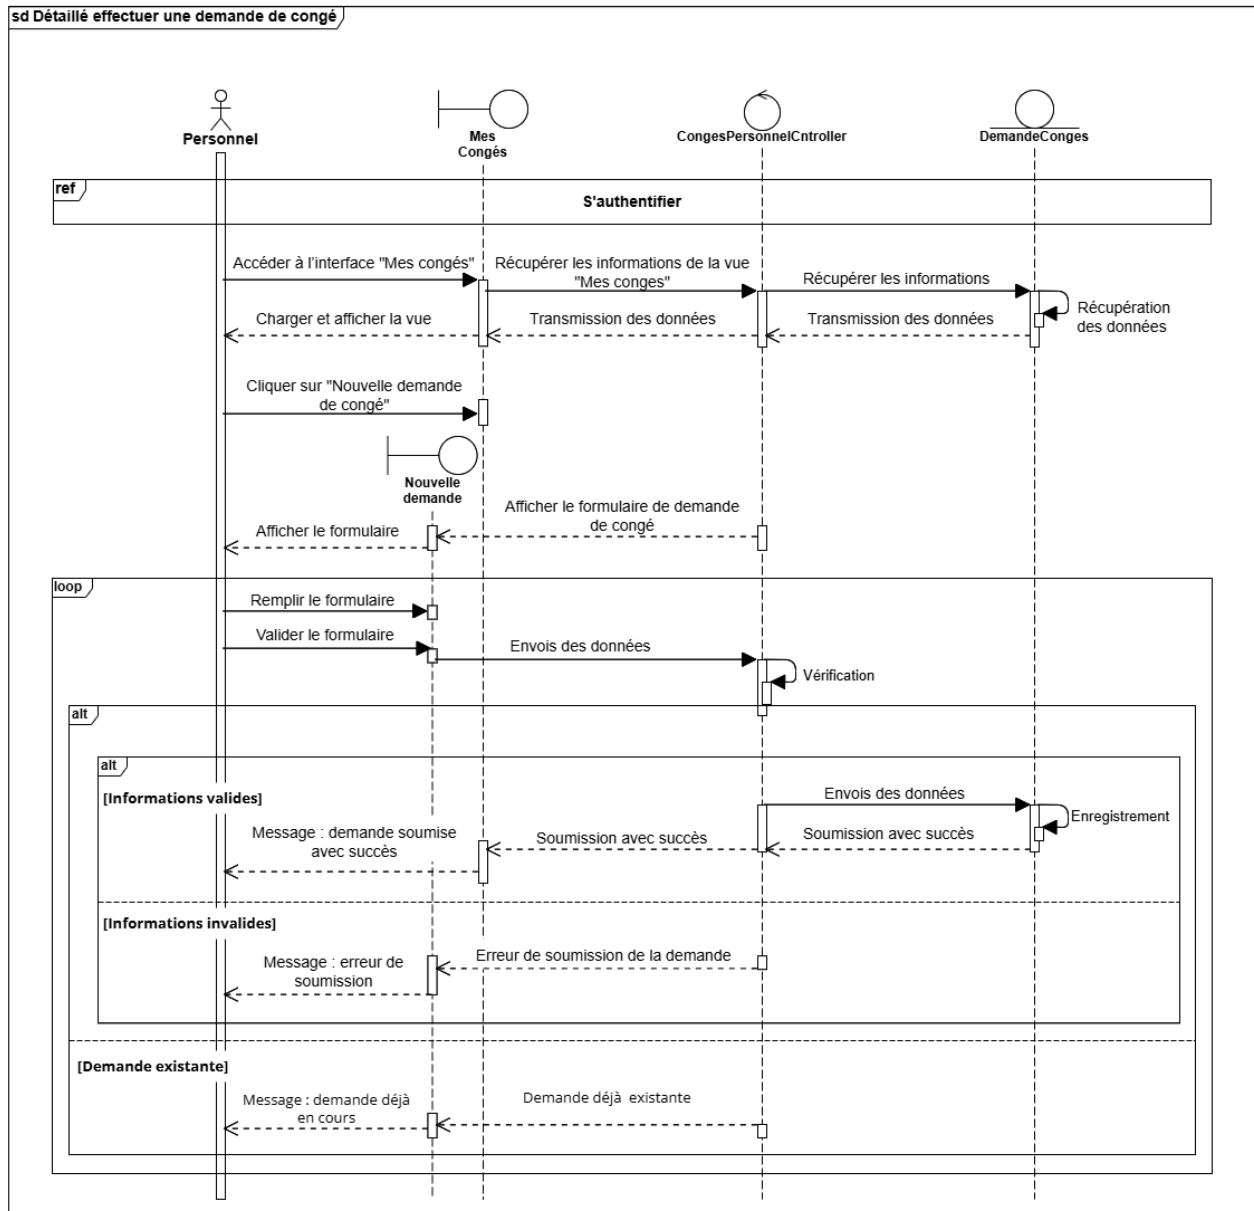 sd Détaillé effectuer une demande de congé
Personnel
Mes
Congés
CongesPersonnelCntroller
DemandeConges
ref
S'authentifier
Accéder à l'interface "Mes congés"
Récupérer les informations de la vue
"Mes conges"
Récupérer les informations
Récupération
des données
Charger et afficher la vue
Transmission des données
Transmission des données
Cliquer sur "Nouvelle demande
de congé"
Nouvelle
demande
Afficher le formulaire de demande
de congé
Afficher le formulaire
loop
Remplir le formulaire
Valider le formulaire
Envois des données
Vérification
alt
alt
[Informations valides]
Envois des données
Enregistrement
Message : demande soumise
avec succès
Soumission avec succès
Soumission avec succès
[Informations invalides]
Erreur de soumission de la demande
Message : erreur de
soumission
[Demande existante]
Message : demande déjà
en cours
Demande déjà existante